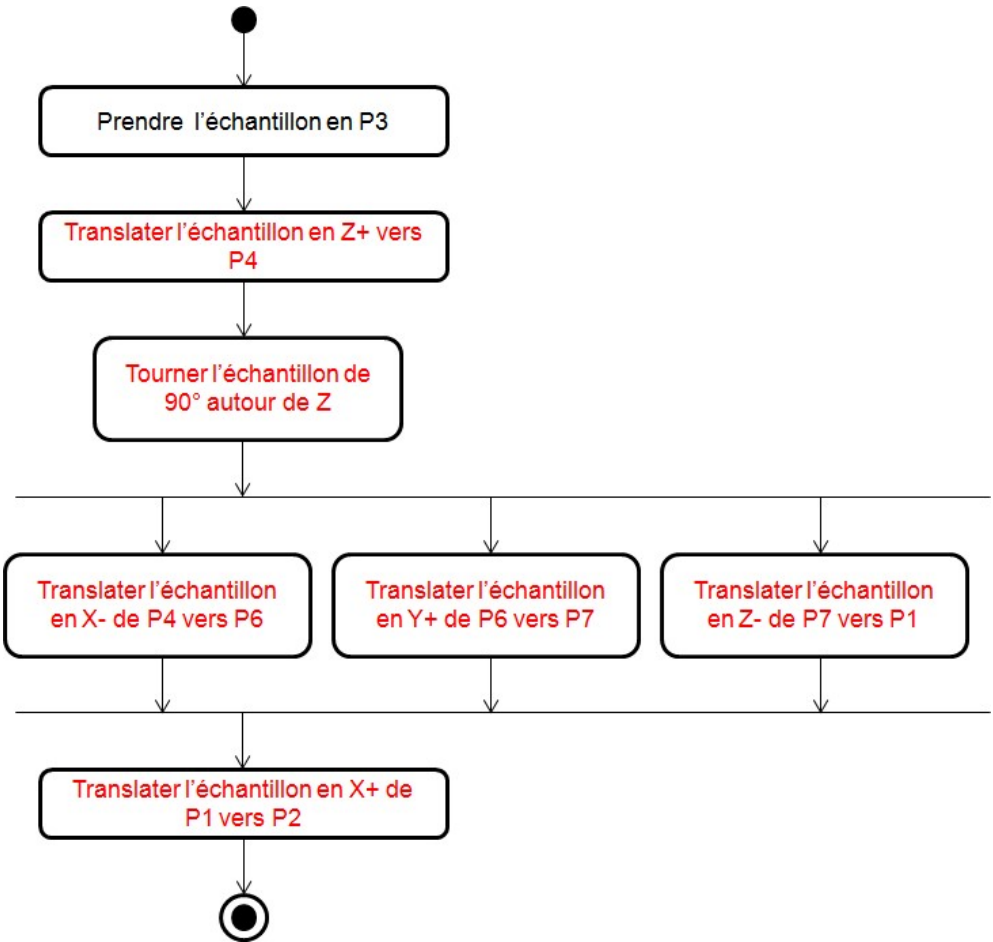 Prendre l'échantillon en P3
Translater l'échantillon en Z+ vers
P4
Tourner l'échantillon de
90° autour de Z
Translater l'échantillon
en X- de P4 vers P6
Translater l'échantillon
en Y+ de P6 vers P7
Translater l'échantillon
en Z- de P7 vers P1
Translater l'échantillon en X+ de
P1 vers P2